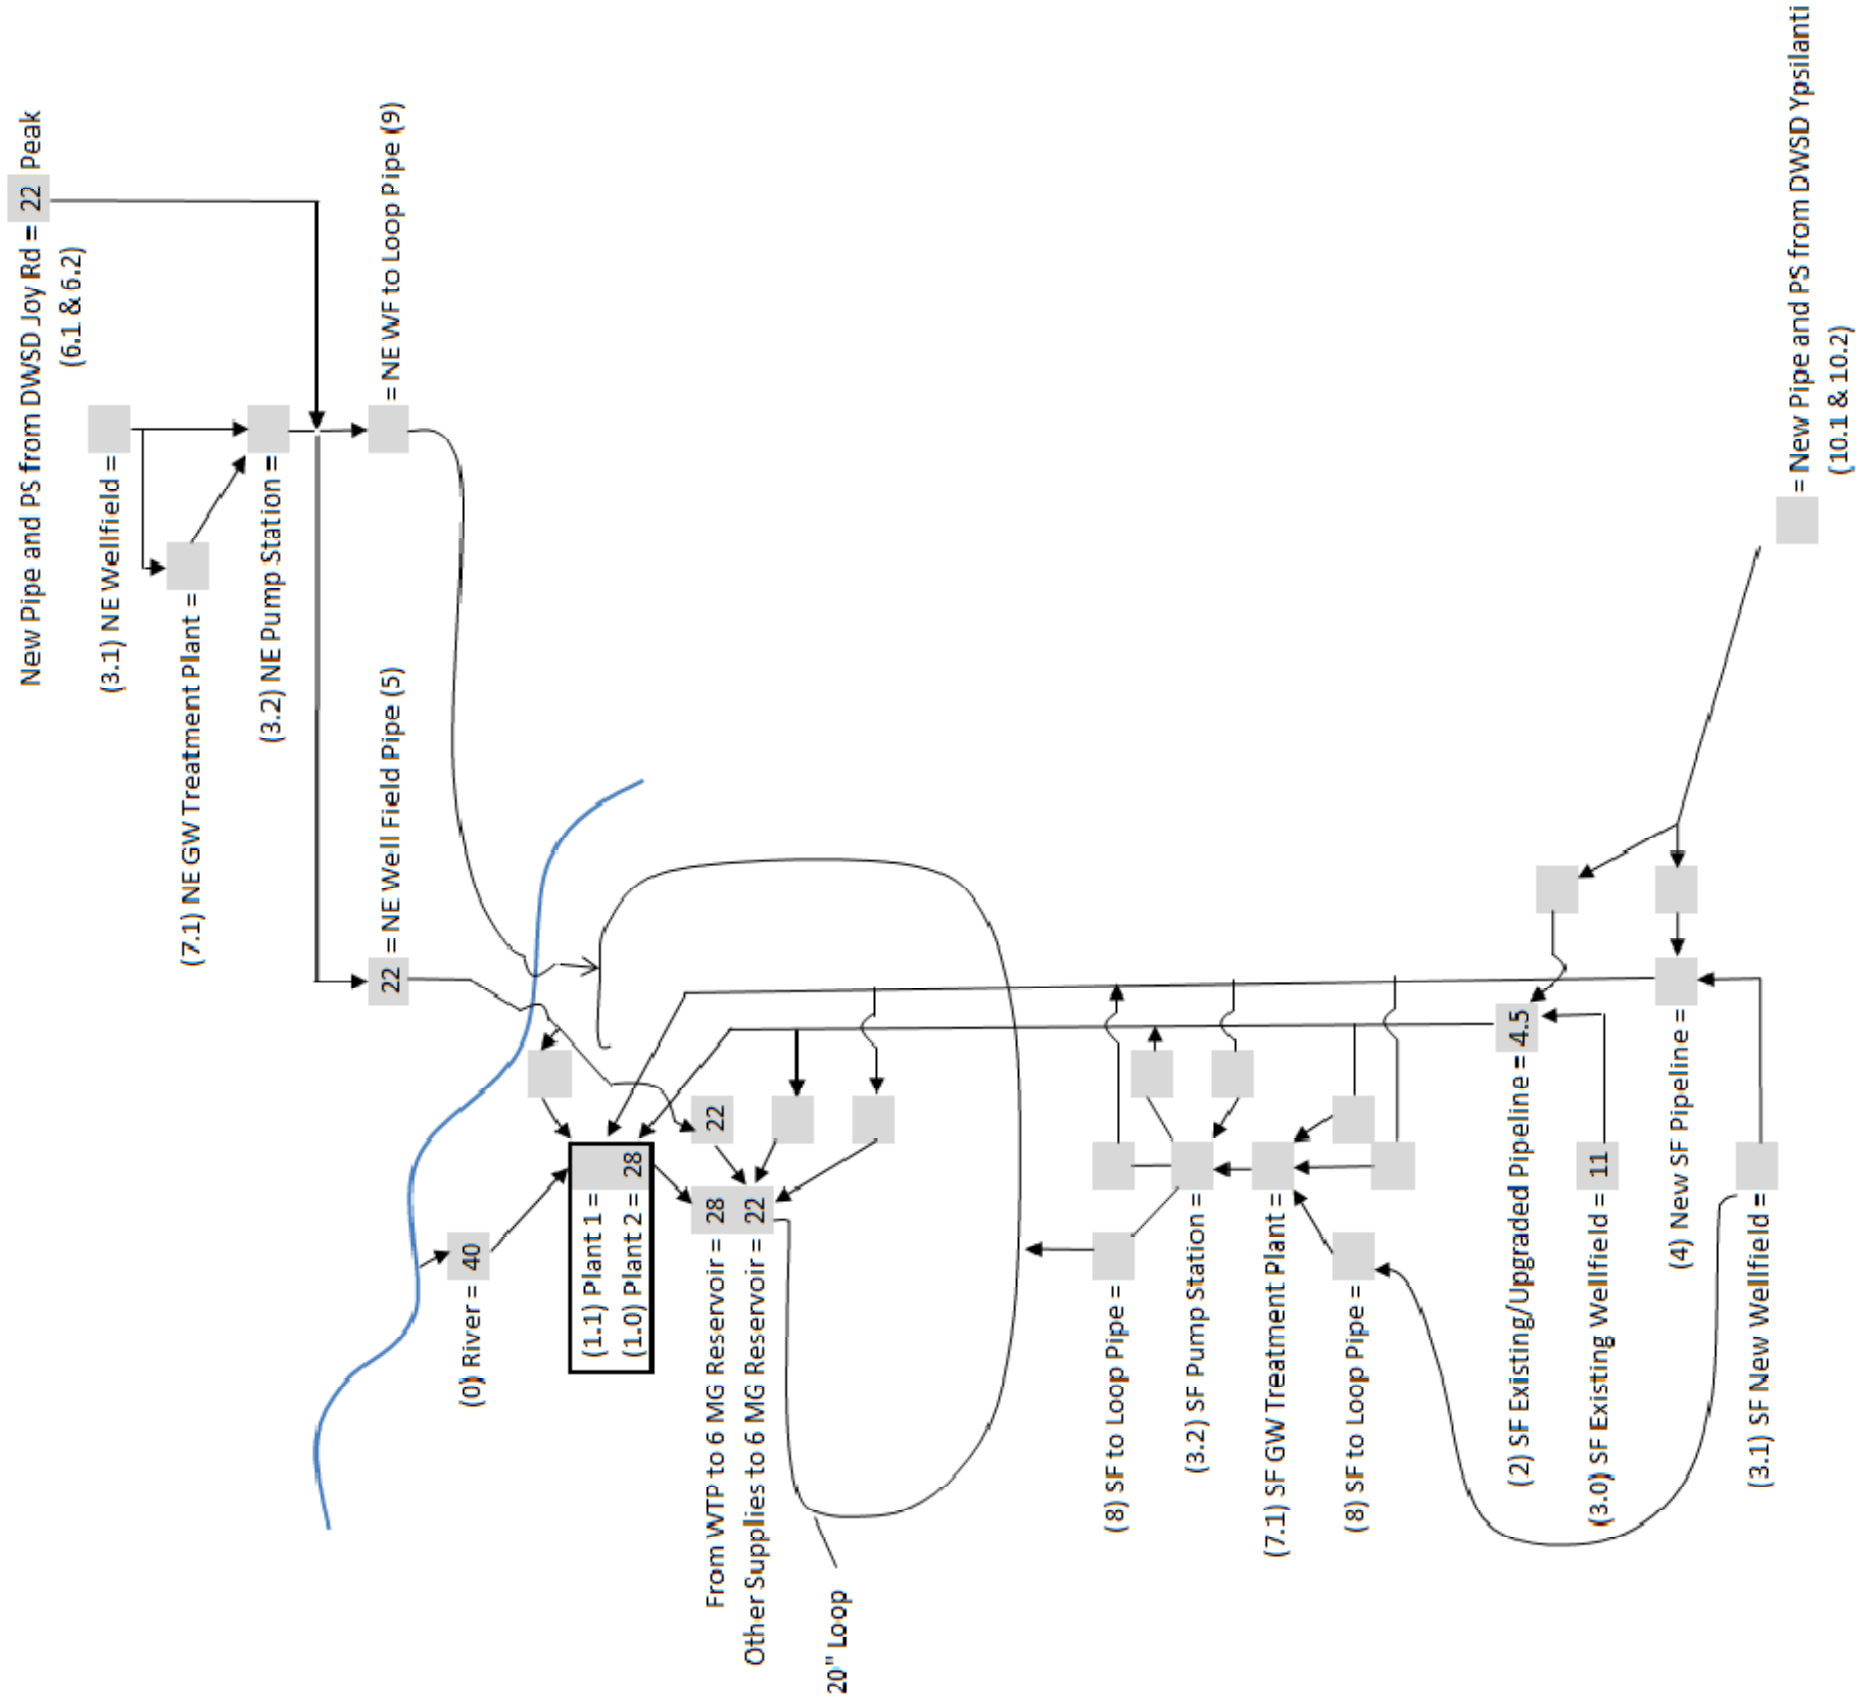 New Pipe and PS from DWSD Joy Rd = 22 Peak
(6.1 & 6.2)
(3.1) NE Wellfield =
(7.1) NE GW Treatment Plant =
(3.2) NE Pump Station =
= NE WF to Loop Pipe (9)
22 = NE Well Field Pipe (5)
(0) River = 40
(1.1) Plant 1 =
(1.0) Plant 2 = 28
22
From WTP to 6 MG Reservoir = 28
Other Supplies to 6 MG Reservoir = 22
20" Loop
(8) SF to Loop Pipe =
(3.2) SF Pump Station =
(7.1) SF GW Treatment Plant =
(8) SF to Loop Pipe =
(2) SF Existing/Upgraded Pipeline = 4.5
(3.0) SF Existing Wellfield = 11
(4) New SF Pipeline =
(3.1) SF New Wellfield =
= New Pipe and PS from DWSD Ypsilanti
(10.1 & 10.2)